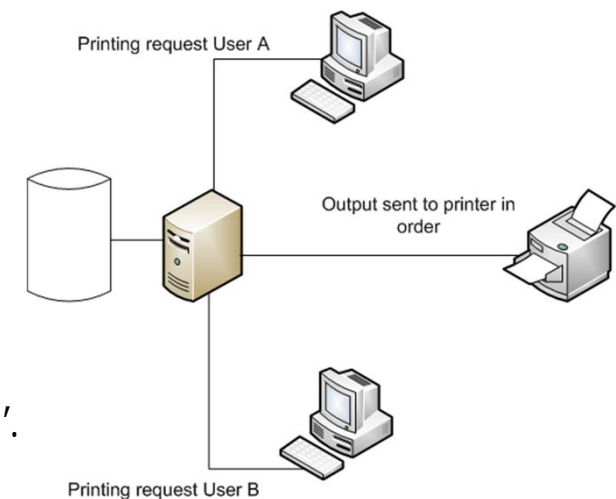 Printing request User A
Output sent to printer in
order
'.
Printing request User B